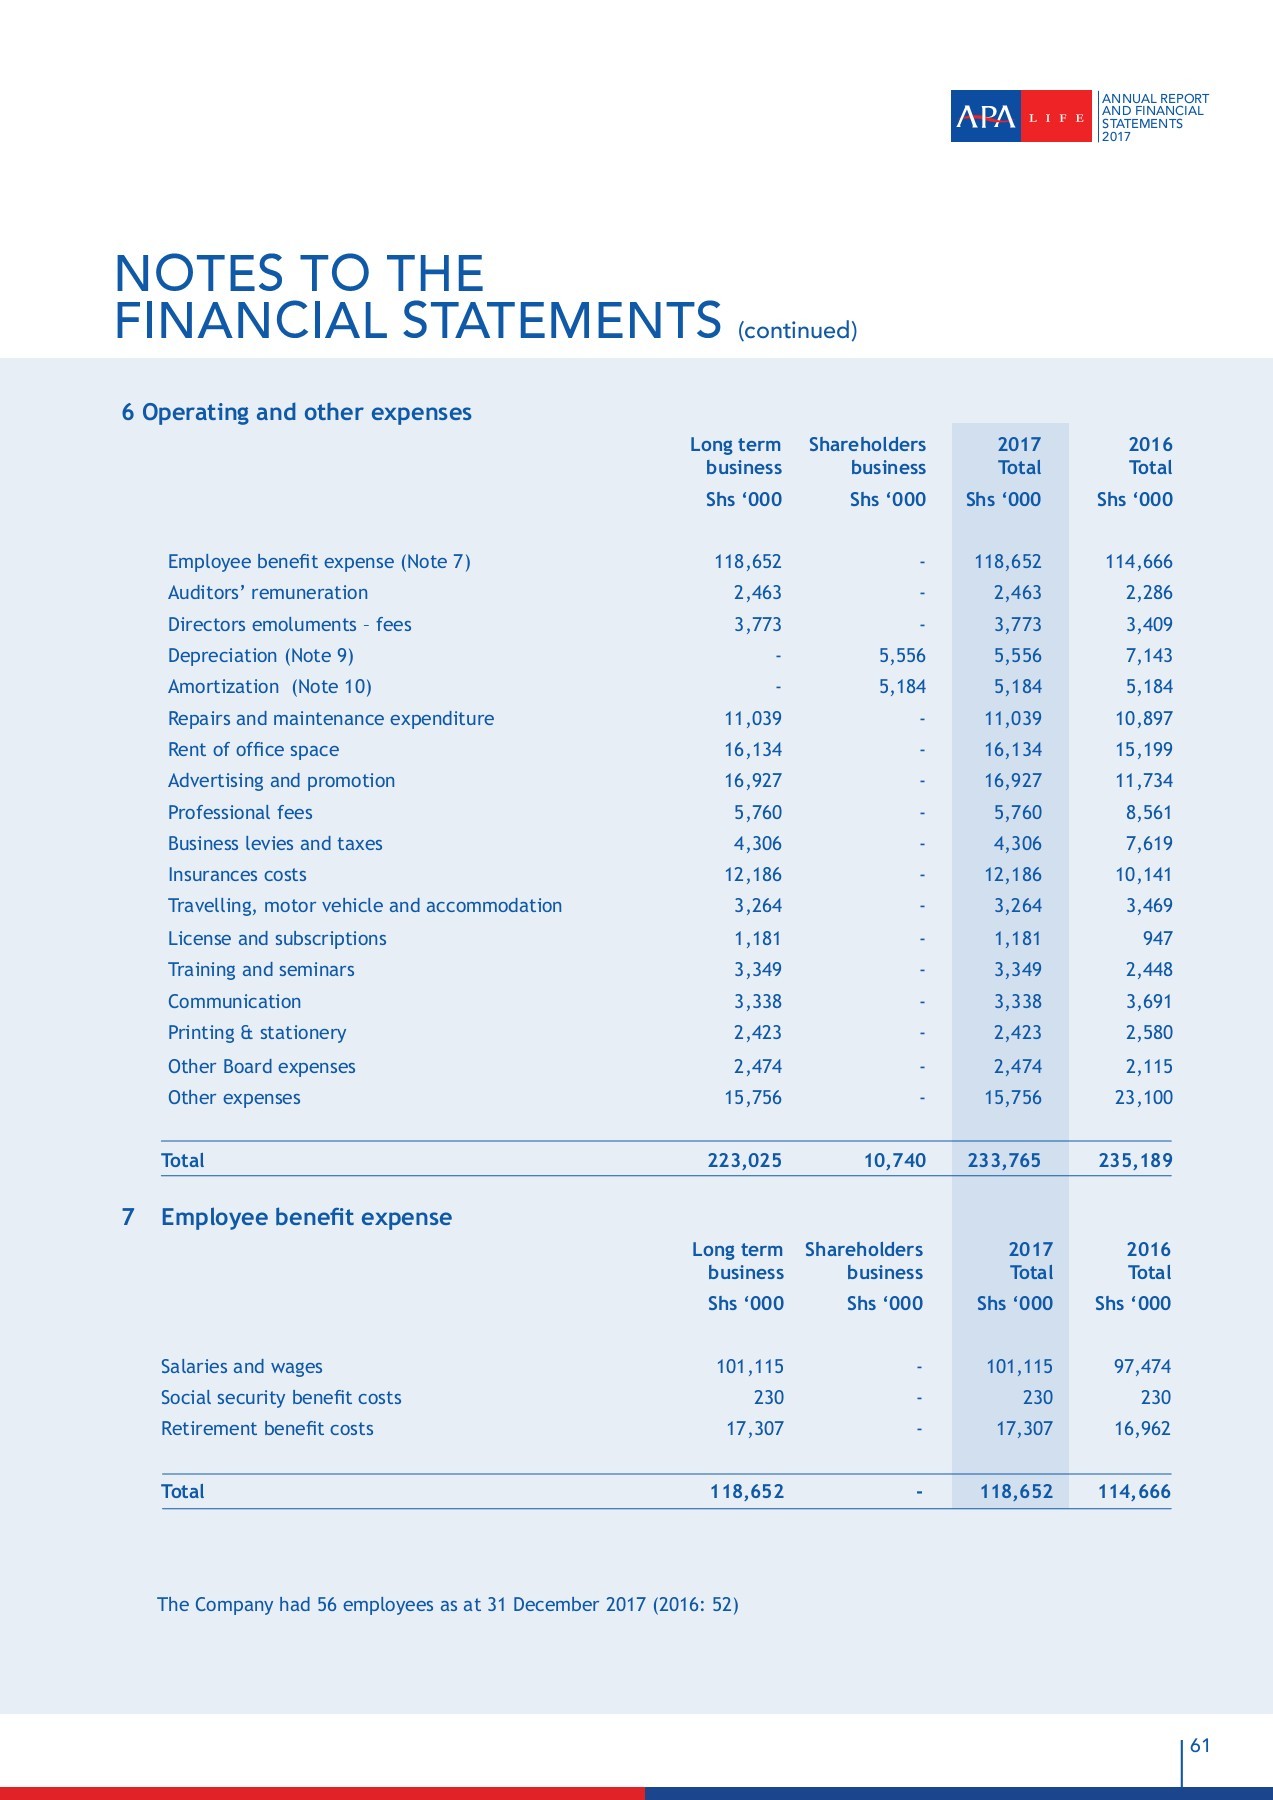 APA LIFE
ANNUAL REPORT
AND FINANCIAL
STATEMENTS
2017
NOTES TO THE
FINANCIAL STATEMENTS (continued)
6 Operating and other expenses
Long term Shareholders 2017 2016
business business Total Total
Shs ‘000 Shs ‘000 Shs ‘000 Shs ‘000
Employee benefit expense (Note 7) 118,652 - 118,652 114,666
Auditors’ remuneration 2,463 - 2,463 2,286
Directors emoluments – fees 3,773 - 3,773 3,409
Depreciation (Note 9) - 5,556 5,556 7,143
Amortization (Note 10) - 5,184 5,184 5,184
Repairs and maintenance expenditure 11,039 - 11,039 10,897
Rent of office space 16,134 - 16,134 15,199
Advertising and promotion 16,927 - 16,927 11,734
Professional fees 5,760 - 5,760 8,561
Business levies and taxes 4,306 - 4,306 7,619
Insurances costs 12,186 - 12,186 10,141
Travelling, motor vehicle and accommodation 3,264 - 3,264 3,469
License and subscriptions 1,181 - 1,181 947
Training and seminars 3,349 - 3,349 2,448
Communication 3,338 - 3,338 3,691
Printing & stationery 2,423 - 2,423 2,580
Other Board expenses 2,474 - 2,474 2,115
Other expenses 15,756 - 15,756 23,100
Total 223,025 10,740 233,765 235,189
7 Employee benefit expense
Long term Shareholders 2017 2016
business business Total Total
Shs ‘000 Shs ‘000 Shs ‘000 Shs ‘000
Salaries and wages 101,115 - 101,115 97,474
Social security benefit costs 230 - 230 230
Retirement benefit costs 17,307 - 17,307 16,962
Total 118,652 - 118,652 114,666
The Company had 56 employees as at 31 December 2017 (2016: 52)
61